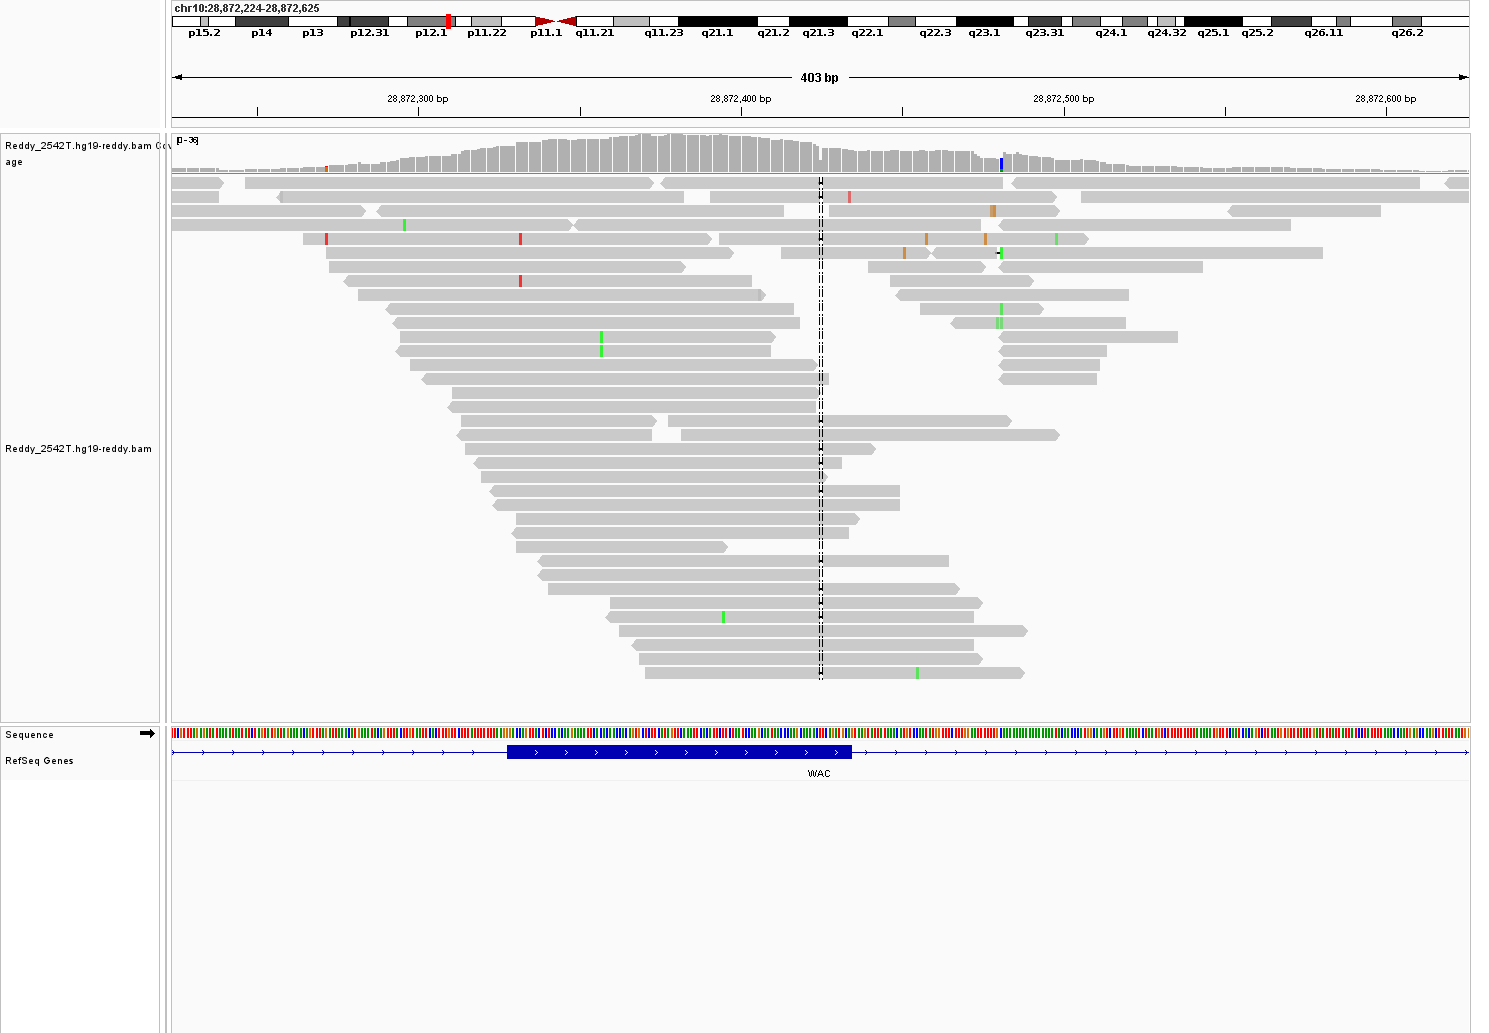 chr10:28,872,224-28,872,625
p15.2 p14 p13 p12.31 p12.1 p11.22 p11.1 q11.21 q11.23 q21.1 q21.2 q21.3 q22.1 q22.3 q23.1 q23.31 q24.1 q24.32 q25.1 q25.2 q26.11 q26.2
403 bp
28,872,300 bp 28,872,400 bp 28,872,500 bp 28,872,600 bp
[0-36]
Reddy_2542T.hg19-reddy.bam Cov
age
Reddy_2542T.hg19-reddy.bam
Sequence
RefSeq Genes
WAC